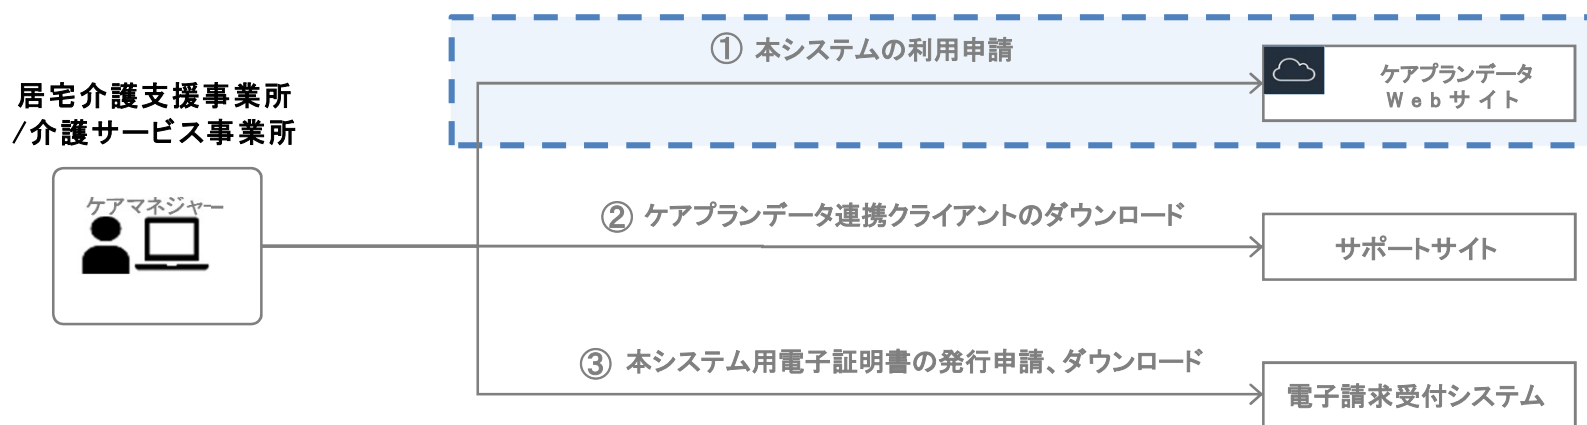 ① 本システムの利用申請
ケアプランデータ
Webサイト
居宅介護支援事業所
/介護サービス事業所
ケアマネジャー
② ケアプランデータ連携クライアントのダウンロード
サポートサイト
③ 本システム用電子証明書の発行申請、ダウンロード
電子請求受付システム